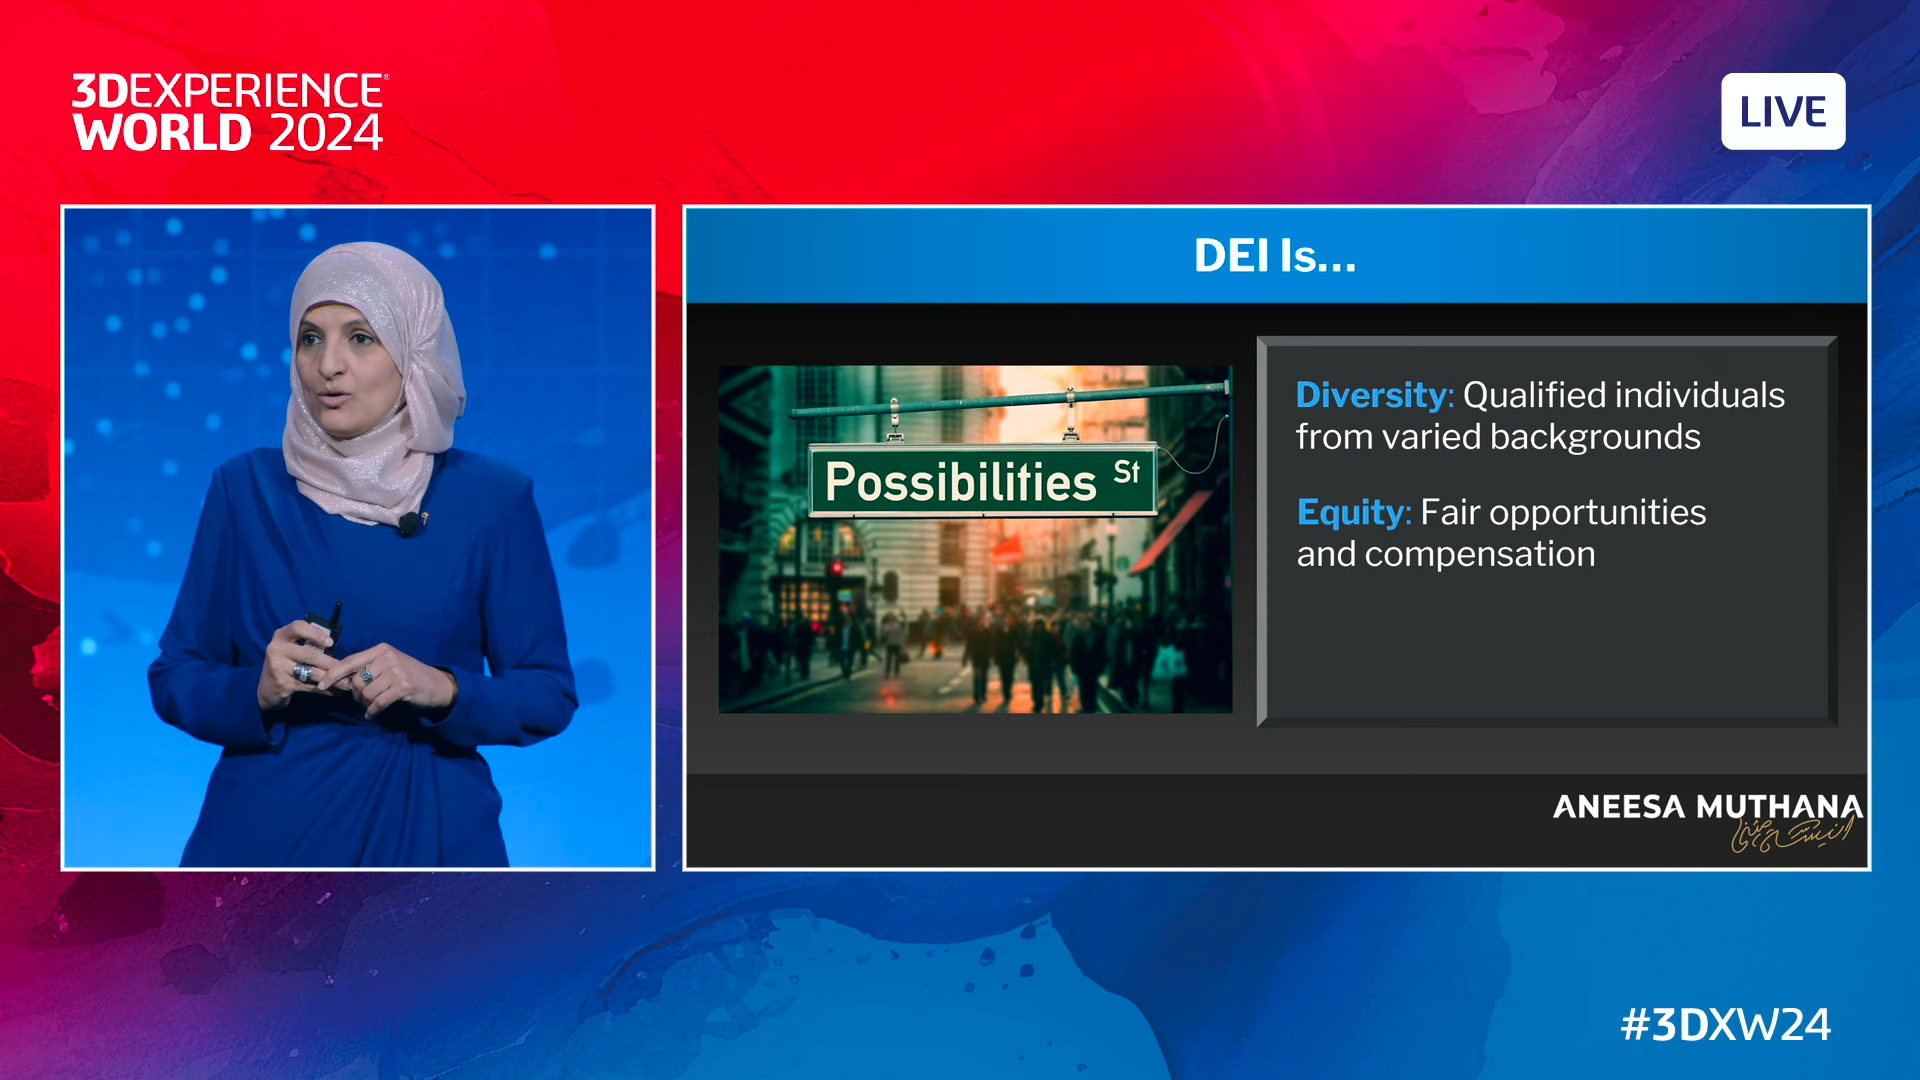 3DEXPERIENCE®
WORLD 2024
LIVE
DEI Is...
Possibilities St
Diversity: Qualified individuals
from varied backgrounds
Equity: Fair opportunities
and compensation
ANEESA MUTHANA
#3DXW24